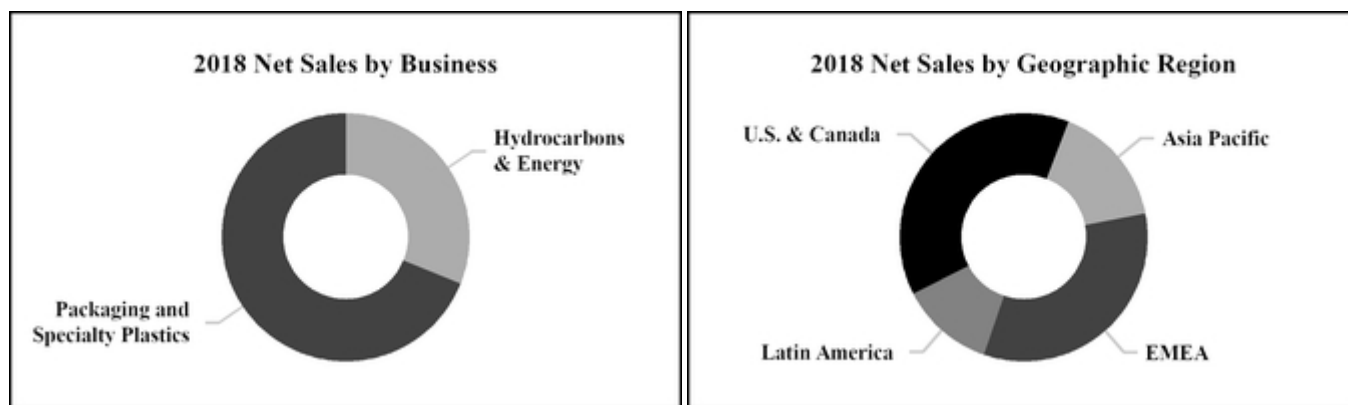 2018 Net Sales by Business
Hydrocarbons
& Energy
Packaging and
Specialty Plastics
2018 Net Sales by Geographic Region
U.S. & Canada
Asia Pacific
Latin America
EMEA